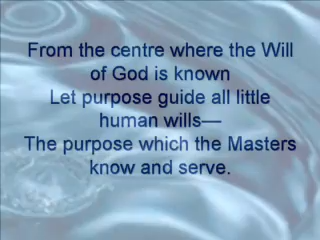 From the centre where the Will
of God is known
Let purpose guide all little
human wills—
The purpose which the Masters
know and serve.